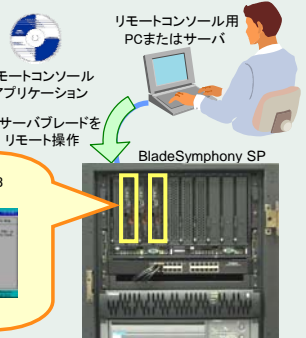 リモートコンソール用
PCまたはサーバ
モートコンソール
アプリケーション
サーバブレードを
リモート操作
BladeSymphony SP